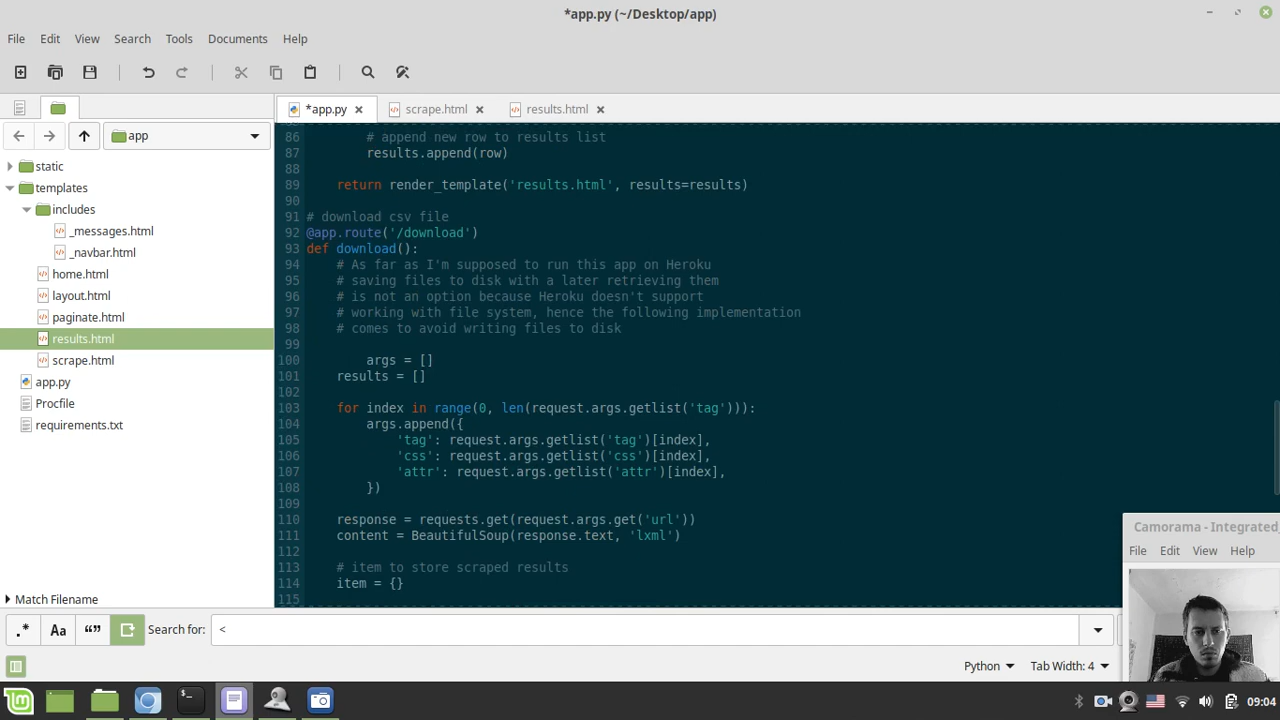 *app.py (~/Desktop/app)
File Edit View Search Tools Documents Help
*app.py scrape.html results.html
app
static
templates
includes
_messages.html
_navbar.html
home.html
layout.html
paginate.html
results.html
scrape.html
app.py
Procfile
requirements.txt
Match Filename
86 # append new row to results list
87 results.append(row)
88
89 return render_template('results.html', results=results)
90
91 # download csv file
92 @app.route('/download')
93 def download():
94 # As far as I'm supposed to run this app on Heroku
95 # saving files to disk with a later retrieving them
96 # is not an option because Heroku doesn't support
97 # working with file system, hence the following implementation
98 # comes to avoid writing files to disk
99
100 args = []
101 results = []
102
103 for index in range(0, len(request.args.getlist('tag'))):
104 args.append({
105 'tag': request.args.getlist('tag')[index],
106 'css': request.args.getlist('css')[index],
107 'attr': request.args.getlist('attr')[index],
108 })
109
110 response = requests.get(request.args.get('url'))
111 content = BeautifulSoup(response.text, 'lxml')
112
113 # item to store scraped results
114 item = {}
115
Camorama - Integrated
File Edit View Help
.* Aa “” Search for: <
Python Tab Width: 4
09:04